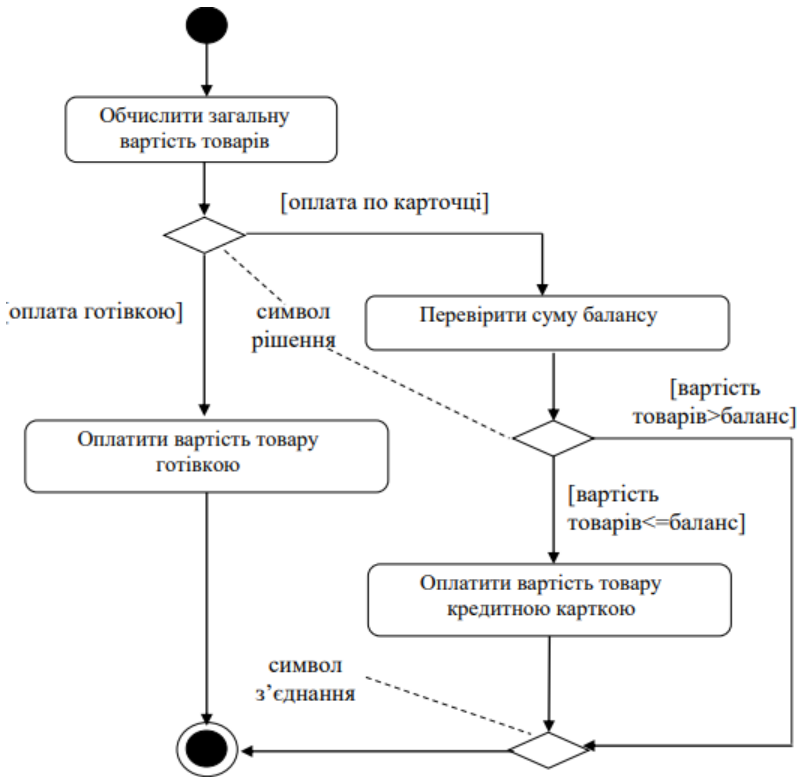 Обчислити загальну
вартість товарів
[оплата по карточці]
[оплата готівкою]
символ
рішення
Перевірити суму балансу
[вартість
товарів>баланс]
Оплатити вартість товару
готівкою
[вартість
товарів<=баланс]
Оплатити вартість товару
кредитною карткою
символ
з’єднання